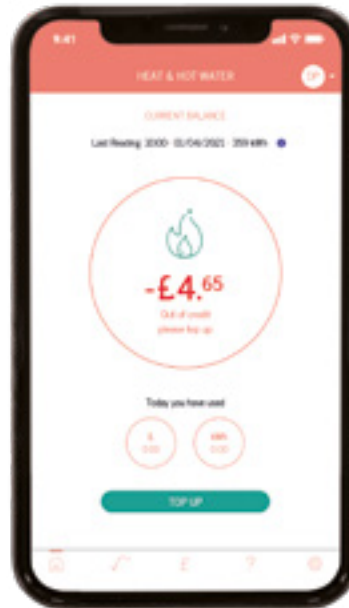 9:41
HEAT & HOT WATER
DP
CURRENT BALANCE
Last Reading 10:00 - 01/04/2021 - 359 kWh
-£4.65
Out of credit
please top up
Today you have used
£ kWh
0.00 0.00
TOP UP
£ ?